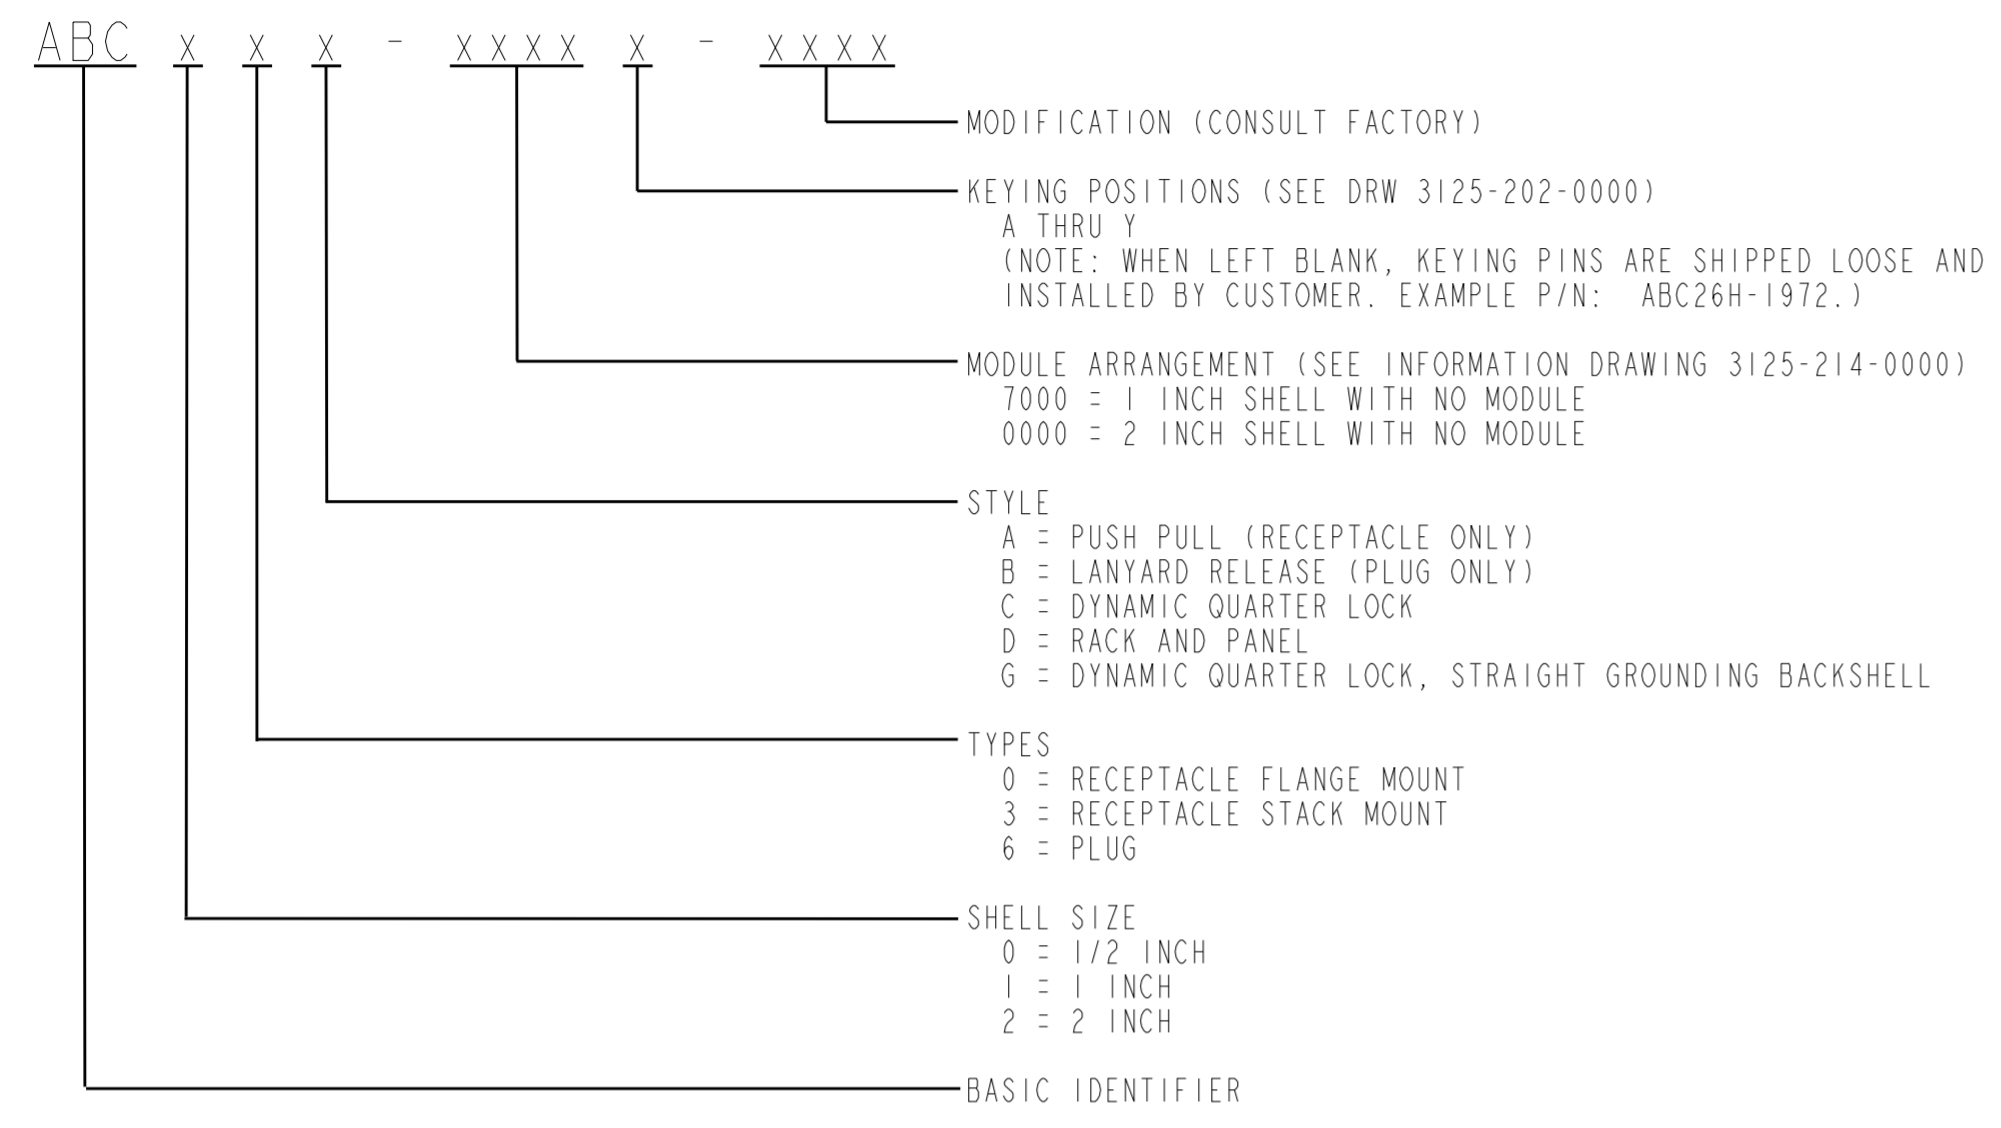 ABC x x x - xxxx x - xxxx
MODIFICATION (CONSULT FACTORY)
KEYING POSITIONS (SEE DRW 3125-202-0000)
A THRU Y
(NOTE: WHEN LEFT BLANK, KEYING PINS ARE SHIPPED LOOSE AND
INSTALLED BY CUSTOMER. EXAMPLE P/N: ABC26H-1972.)
MODULE ARRANGEMENT (SEE INFORMATION DRAWING 3125-214-0000)
7000 = 1 INCH SHELL WITH NO MODULE
0000 = 2 INCH SHELL WITH NO MODULE
STYLE
A = PUSH PULL (RECEPTACLE ONLY)
B = LANYARD RELEASE (PLUG ONLY)
C = DYNAMIC QUARTER LOCK
D = RACK AND PANEL
G = DYNAMIC QUARTER LOCK, STRAIGHT GROUNDING BACKSHELL
TYPES
0 = RECEPTACLE FLANGE MOUNT
3 = RECEPTACLE STACK MOUNT
6 = PLUG
SHELL SIZE
0 = 1/2 INCH
1 = 1 INCH
2 = 2 INCH
BASIC IDENTIFIER